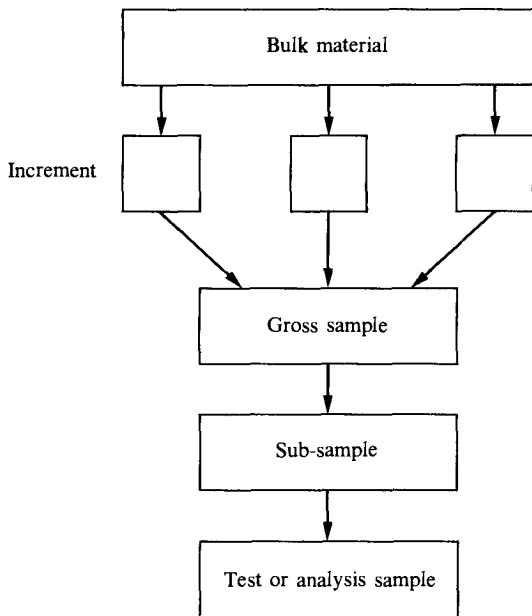 Bulk material
Increment
Gross sample
Sub-sample
Test or analysis sample